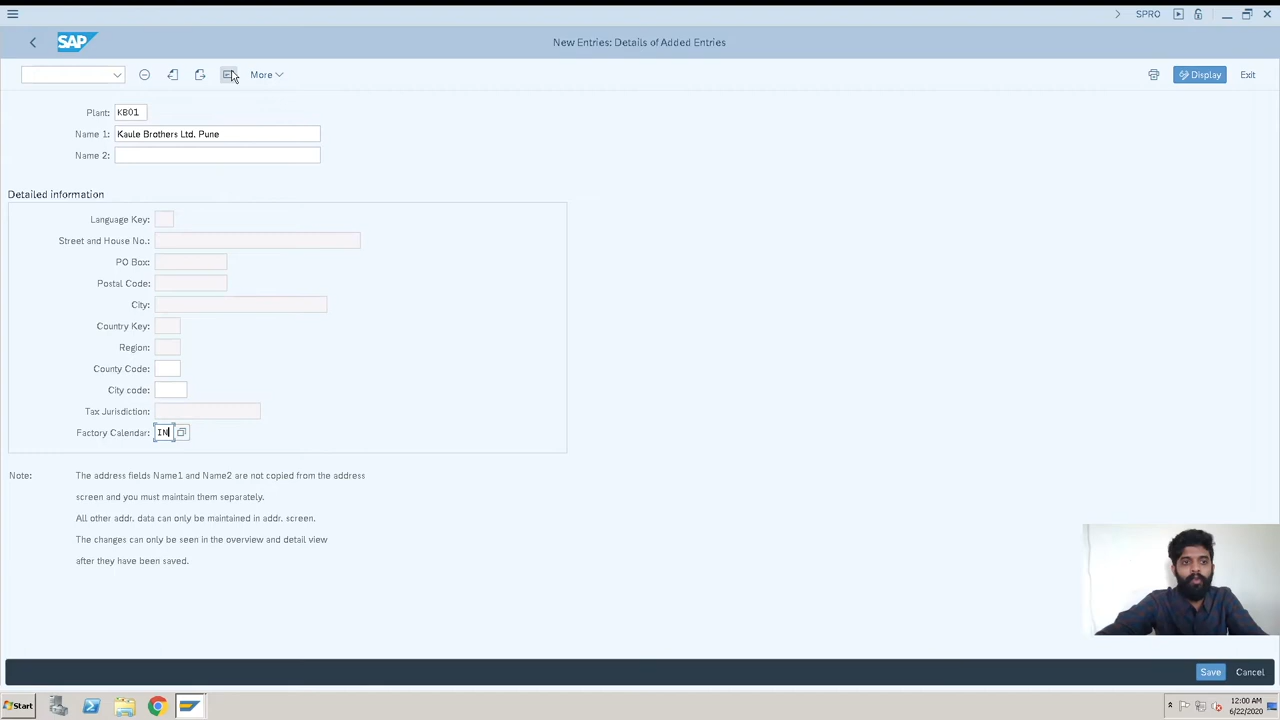 SPRO
SAP
New Entries: Details of Added Entries
More
Display
Exit
Plant: KB01
Name 1: Kaule Brothers Ltd. Pune
Name 2:
Detailed information
Language Key:
Street and House No.:
PO Box:
Postal Code:
City:
Country Key:
Region:
County Code:
City code:
Tax Jurisdiction:
Factory Calendar: IN
Note: The address fields Name1 and Name2 are not copied from the address
screen and you must maintain them separately.
All other addr. data can only be maintained in addr. screen.
The changes can only be seen in the overview and detail view
after they have been saved.
Save
Cancel
Start
12:00 AM
6/22/2020